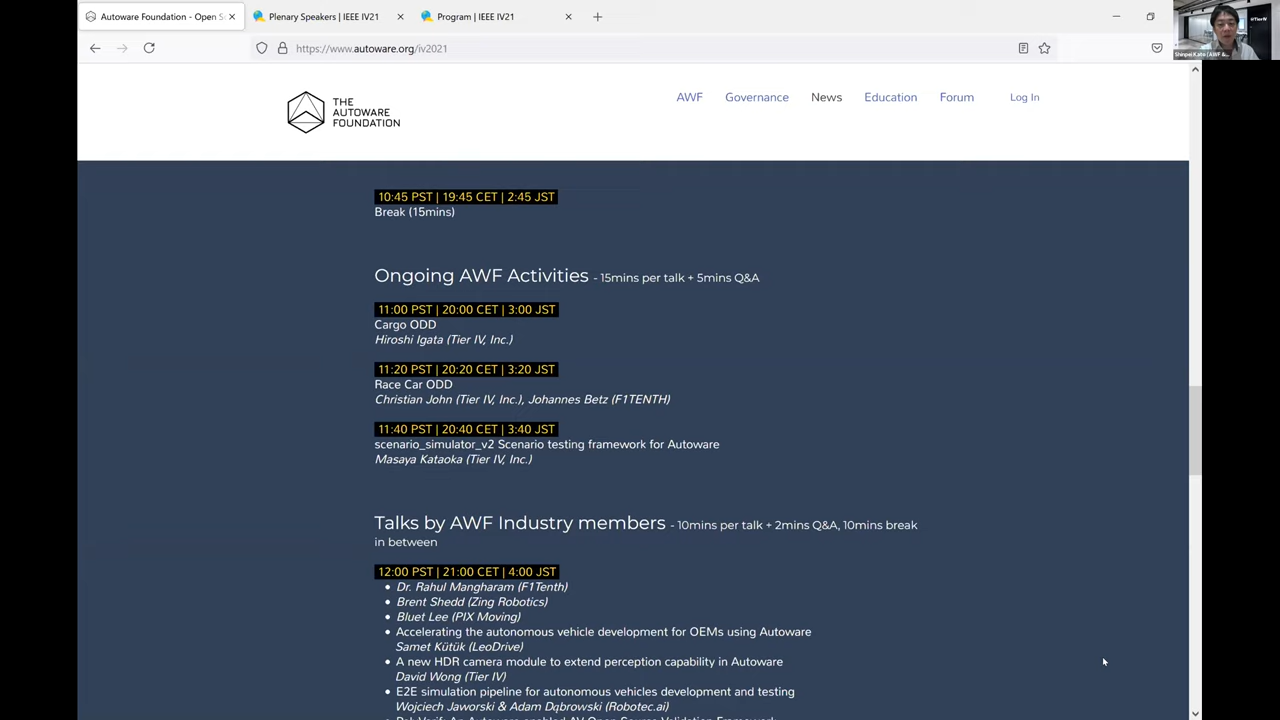 Autoware Foundation - Open S
Plenary Speakers | IEEE IV21
Program | IEEE IV21
https://www.autoware.org/iv2021
@TierIV
Shinpei Kato (AWF &...
THE
AUTOWARE
FOUNDATION
AWF
Governance
News
Education
Forum
Log In
10:45 PST | 19:45 CET | 2:45 JST
Break (15mins)
Ongoing AWF Activities - 15mins per talk + 5mins Q&A
11:00 PST | 20:00 CET | 3:00 JST
Cargo ODD
Hiroshi Igata (Tier IV, Inc.)
11:20 PST | 20:20 CET | 3:20 JST
Race Car ODD
Christian John (Tier IV, Inc.), Johannes Betz (F1TENTH)
11:40 PST | 20:40 CET | 3:40 JST
scenario_simulator_v2 Scenario testing framework for Autoware
Masaya Kataoka (Tier IV, Inc.)
Talks by AWF Industry members - 10mins per talk + 2mins Q&A, 10mins break
in between
12:00 PST | 21:00 CET | 4:00 JST
• Dr. Rahul Mangharam (F1Tenth)
• Brent Shedd (Zing Robotics)
• Bluet Lee (PIX Moving)
• Accelerating the autonomous vehicle development for OEMs using Autoware
Samet Kütük (LeoDrive)
• A new HDR camera module to extend perception capability in Autoware
David Wong (Tier IV)
• E2E simulation pipeline for autonomous vehicles development and testing
Wojciech Jaworski & Adam Dąbrowski (Robotec.ai)